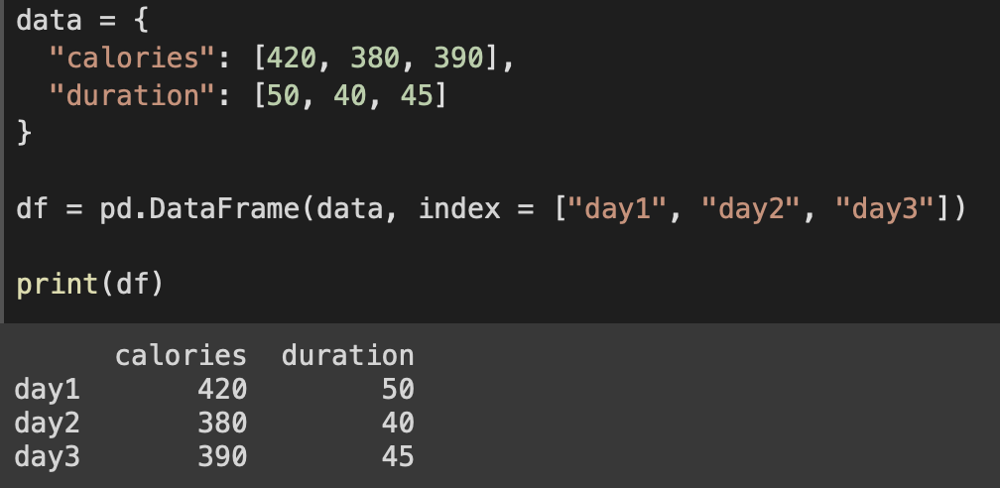 data = {
  "calories": [420, 380, 390],
  "duration": [50, 40, 45]
}
df = pd.DataFrame(data, index = ["day1", "day2", "day3"])
print(df)
      calories  duration
day1       420        50
day2       380        40
day3       390        45